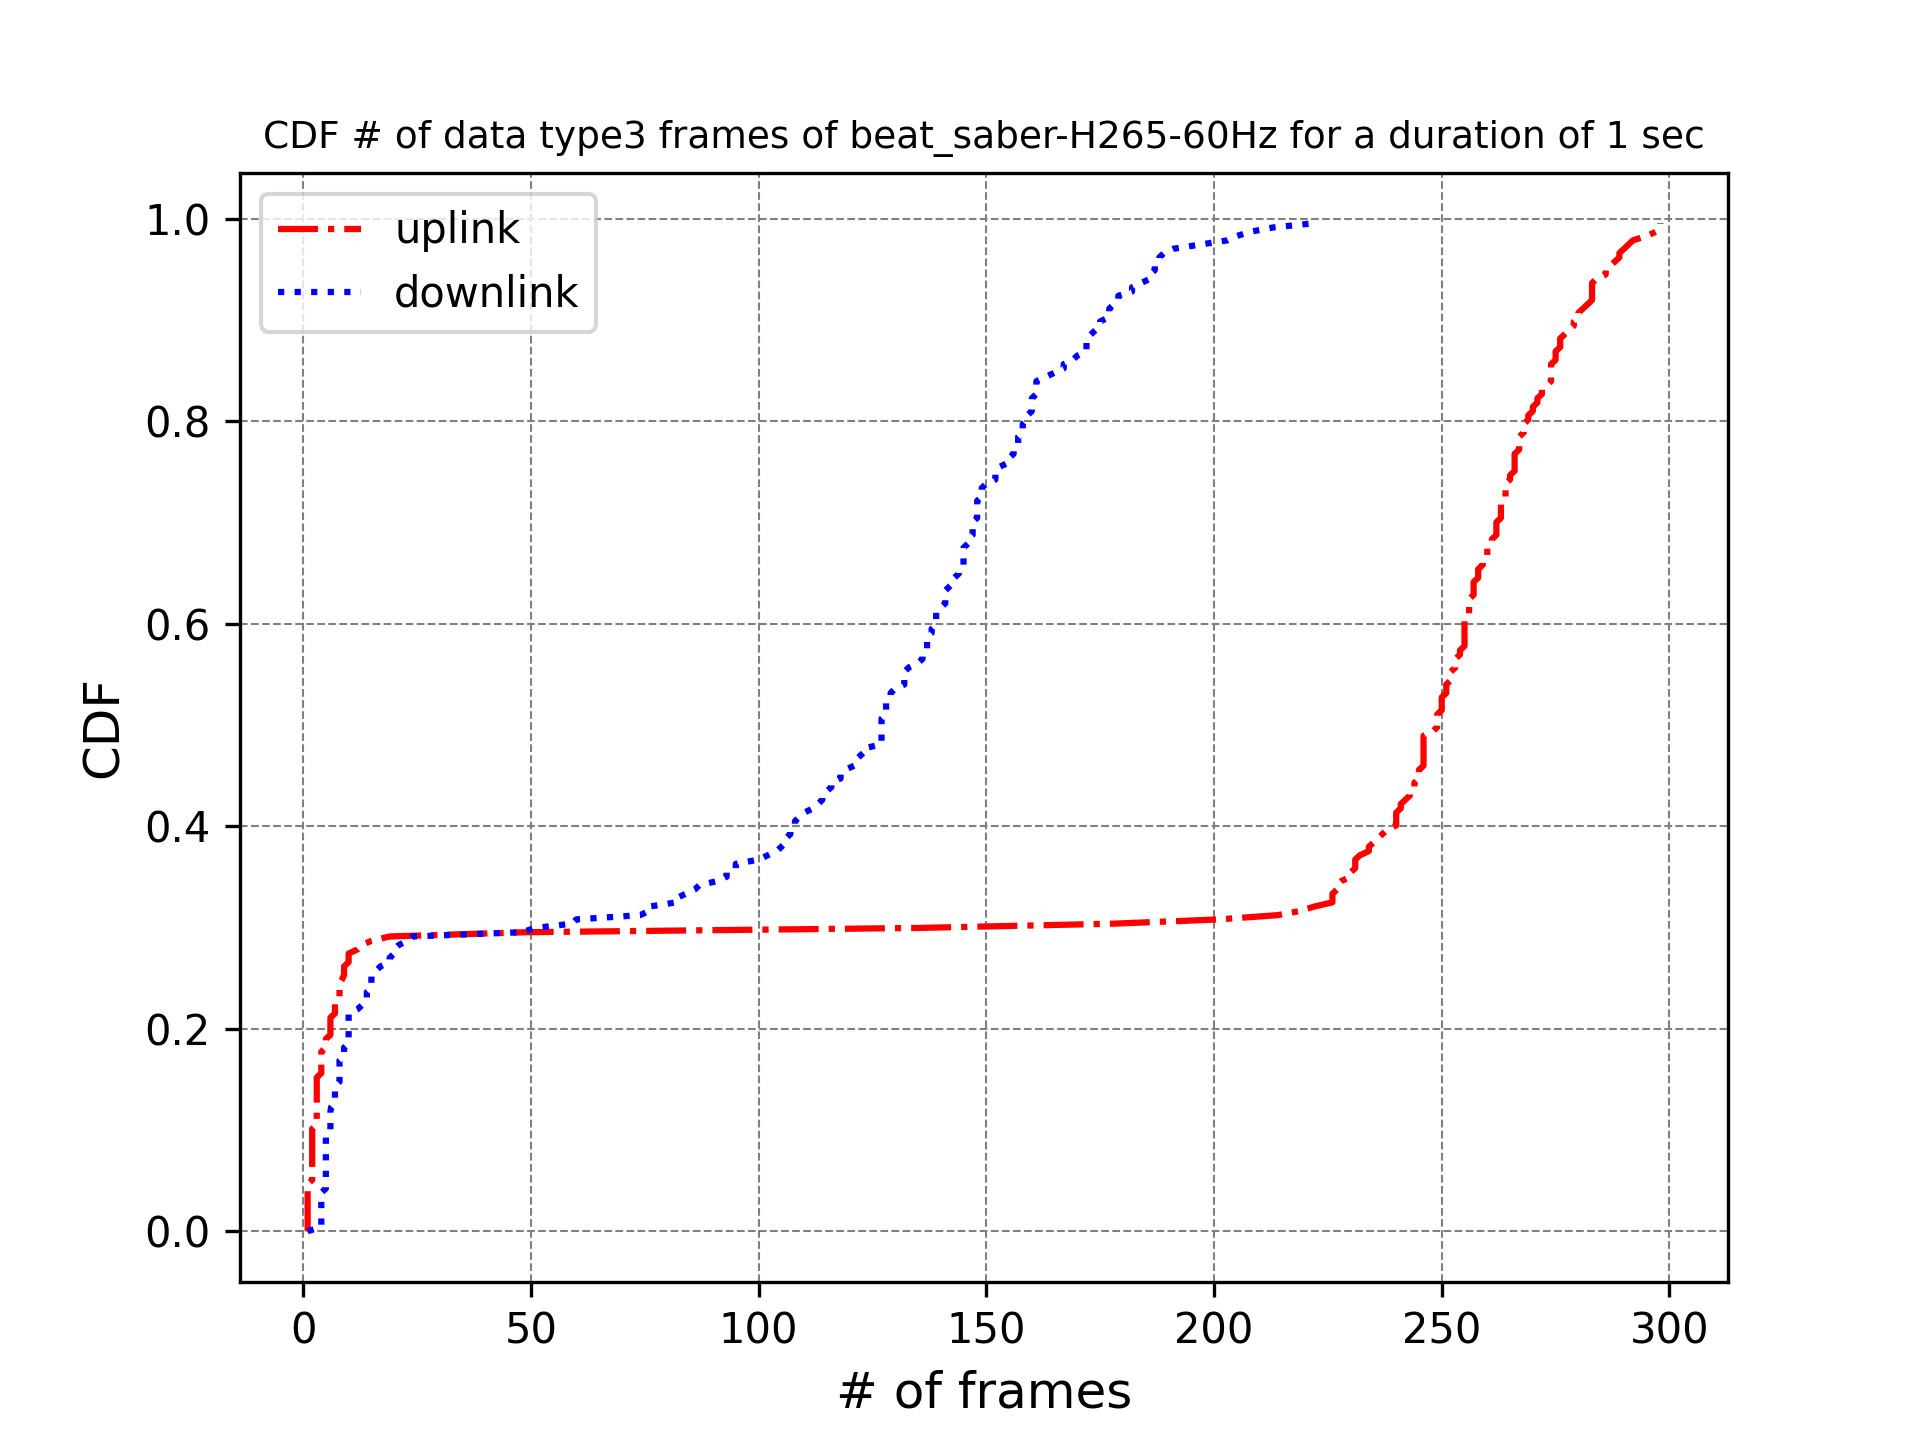 CDF # of data type3 frames of beat_saber-H265-60Hz for a duration of 1 sec
uplink
downlink
1.0
0.8
0.6
0.4
0.2
0.0
CDF
0 50 100 150 200 250 300
# of frames